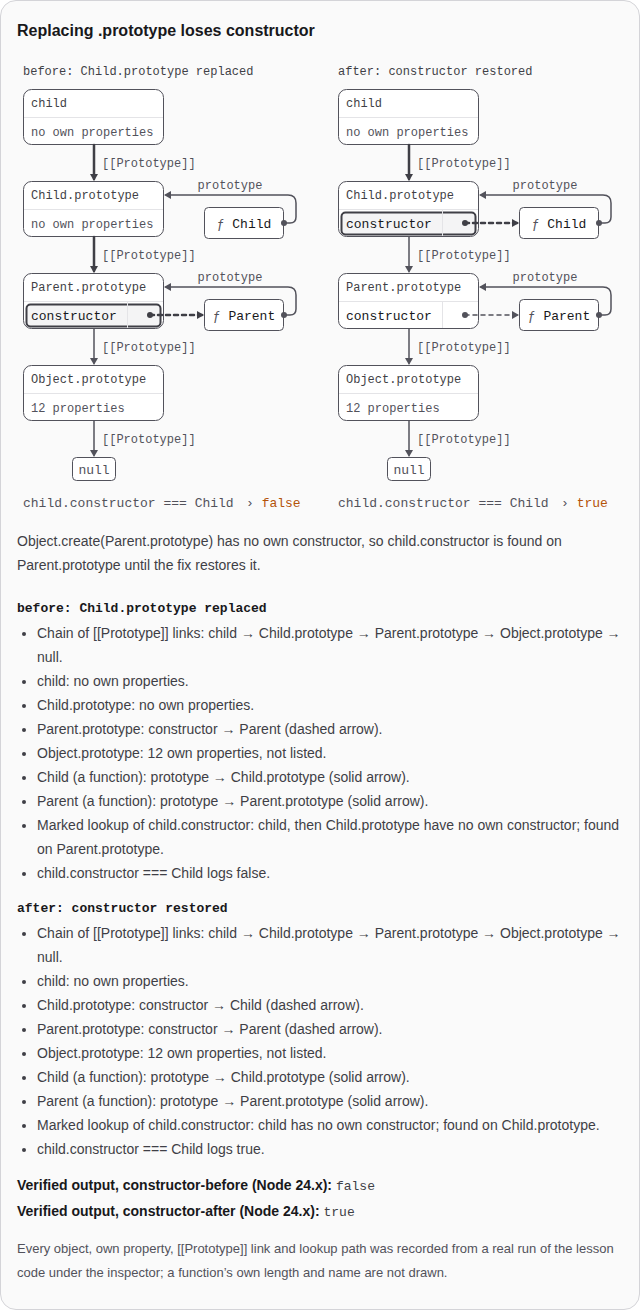 Replacing .prototype loses constructor
before: Child.prototype replaced
child
no own properties
[[Prototype]]
Child.prototype
no own properties
prototype
ƒ Child
[[Prototype]]
Parent.prototype
constructor
prototype
ƒ Parent
[[Prototype]]
Object.prototype
12 properties
[[Prototype]]
null
child.constructor === Child › false
after: constructor restored
child
no own properties
[[Prototype]]
Child.prototype
constructor
prototype
ƒ Child
[[Prototype]]
Parent.prototype
constructor
prototype
ƒ Parent
[[Prototype]]
Object.prototype
12 properties
[[Prototype]]
null
child.constructor === Child › true
Object.create(Parent.prototype) has no own constructor, so child.constructor is found on
Parent.prototype until the fix restores it.
before: Child.prototype replaced
• Chain of [[Prototype]] links: child → Child.prototype → Parent.prototype → Object.prototype →
null.
• child: no own properties.
• Child.prototype: no own properties.
• Parent.prototype: constructor → Parent (dashed arrow).
• Object.prototype: 12 own properties, not listed.
• Child (a function): prototype → Child.prototype (solid arrow).
• Parent (a function): prototype → Parent.prototype (solid arrow).
• Marked lookup of child.constructor: child, then Child.prototype have no own constructor; found
on Parent.prototype.
• child.constructor === Child logs false.
after: constructor restored
• Chain of [[Prototype]] links: child → Child.prototype → Parent.prototype → Object.prototype →
null.
• child: no own properties.
• Child.prototype: constructor → Child (dashed arrow).
• Parent.prototype: constructor → Parent (dashed arrow).
• Object.prototype: 12 own properties, not listed.
• Child (a function): prototype → Child.prototype (solid arrow).
• Parent (a function): prototype → Parent.prototype (solid arrow).
• Marked lookup of child.constructor: child has no own constructor; found on Child.prototype.
• child.constructor === Child logs true.
Verified output, constructor-before (Node 24.x): false
Verified output, constructor-after (Node 24.x): true
Every object, own property, [[Prototype]] link and lookup path was recorded from a real run of the lesson
code under the inspector; a function’s own length and name are not drawn.